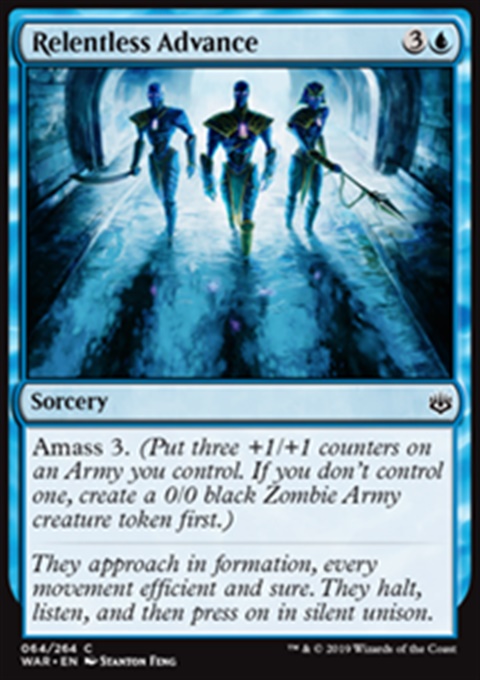 Relentless Advance 3
Sorcery
Amass 3. (Put three +1/+1 counters on
an Army you control. If you don't control
one, create a 0/0 black Zombie Army
creature token first.)
They approach in formation, every
movement efficient and sure. They halt,
listen, and then press on in silent unison.
064/264 C
WAR • EN Stanton Feng
™ & © 2019 Wizards of the Coast